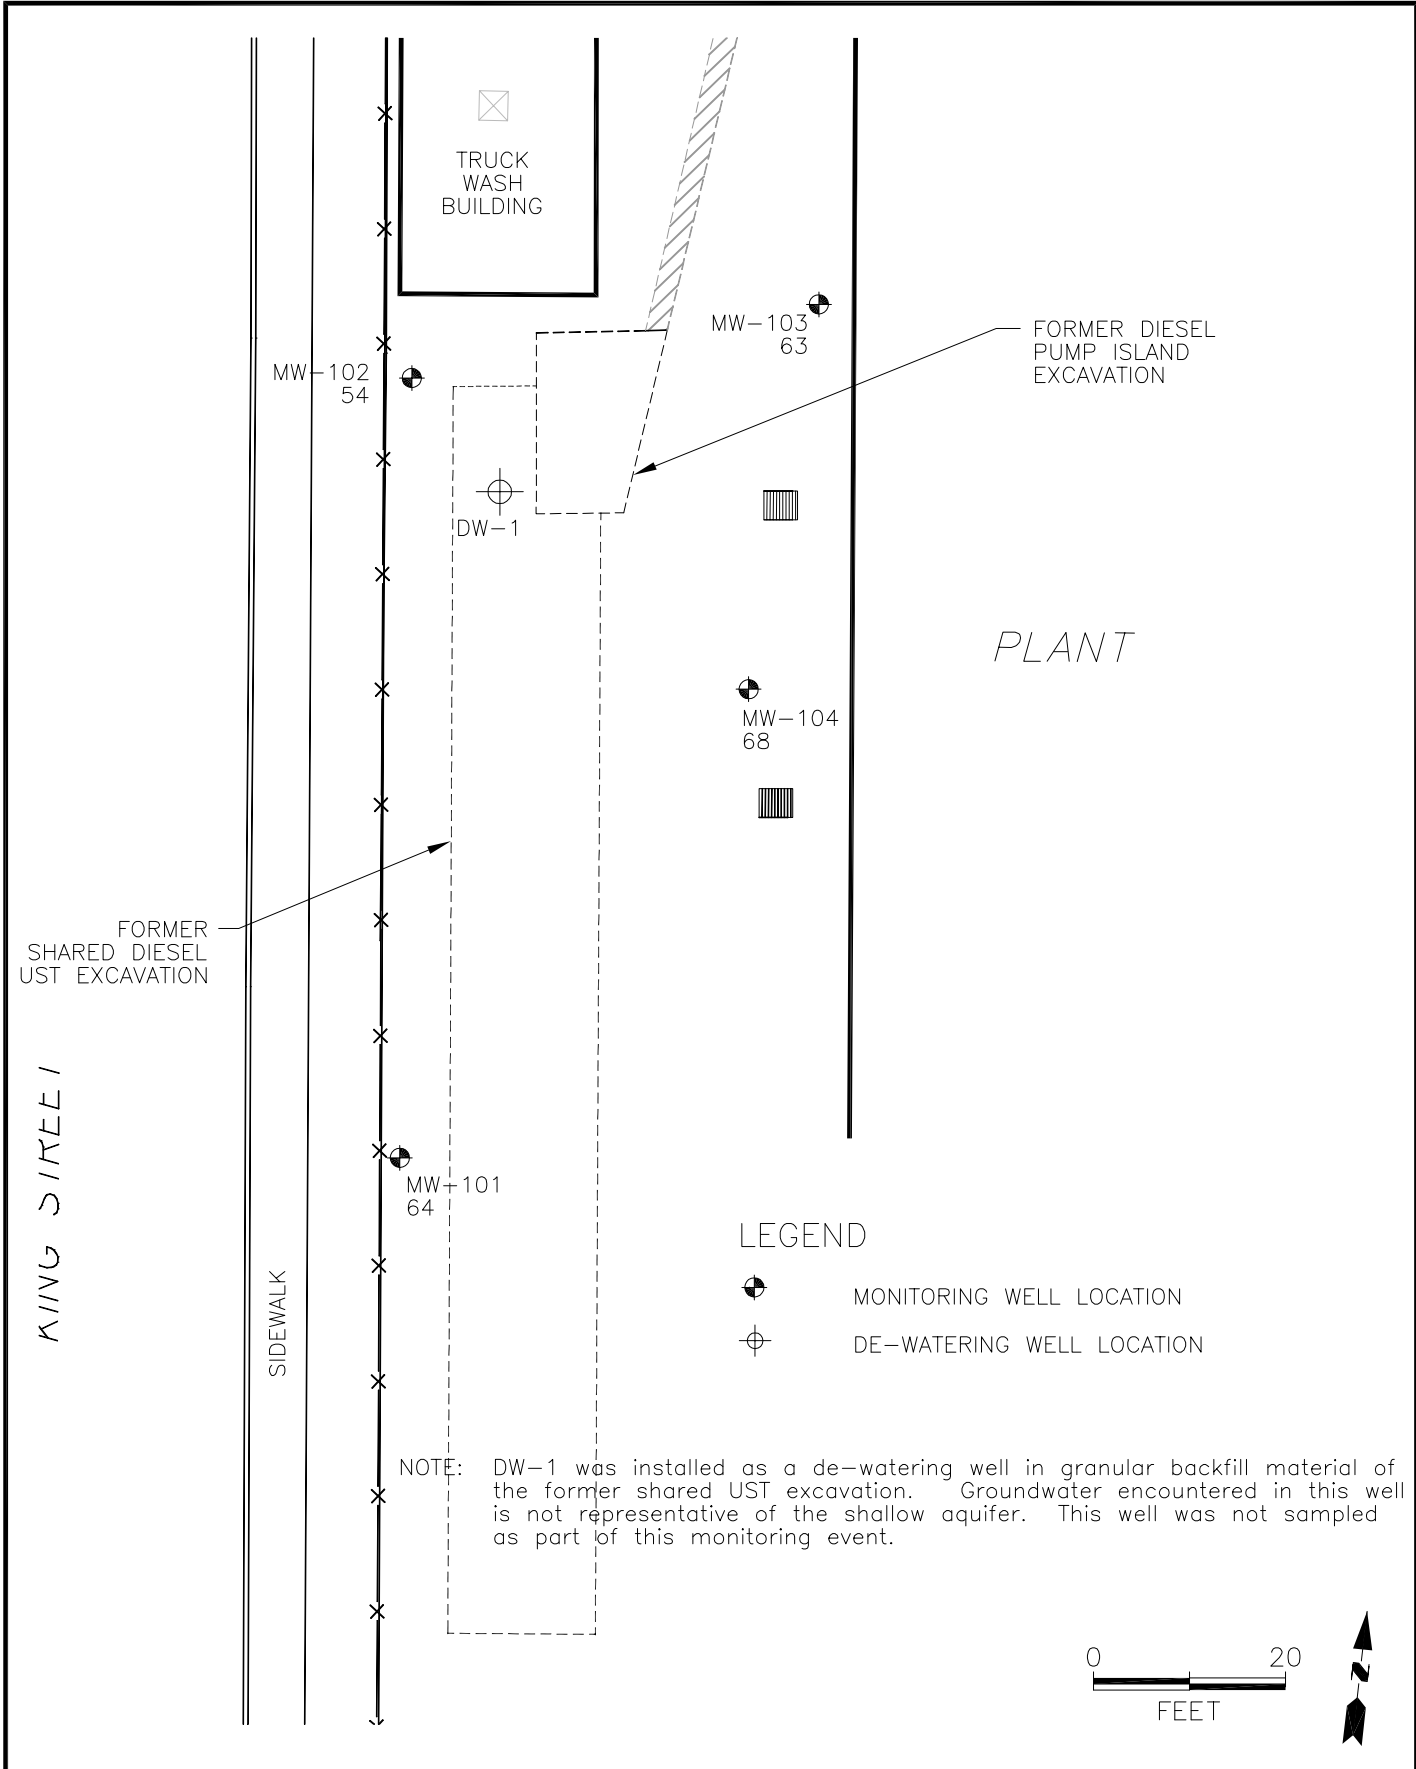 TRUCK
WASH
BUILDING
MW-103
63
FORMER DIESEL
PUMP ISLAND
EXCAVATION
MW-102
54
DW-1
PLANT
MW-104
68
FORMER
SHARED DIESEL
UST EXCAVATION
KING STREET
MW-101
64
SIDEWALK
LEGEND
MONITORING WELL LOCATION
DE-WATERING WELL LOCATION
NOTE: DW-1 was installed as a de-watering well in granular backfill material of
the former shared UST excavation. Groundwater encountered in this well
is not representative of the shallow aquifer. This well was not sampled
as part of this monitoring event.
0 20
FEET
N